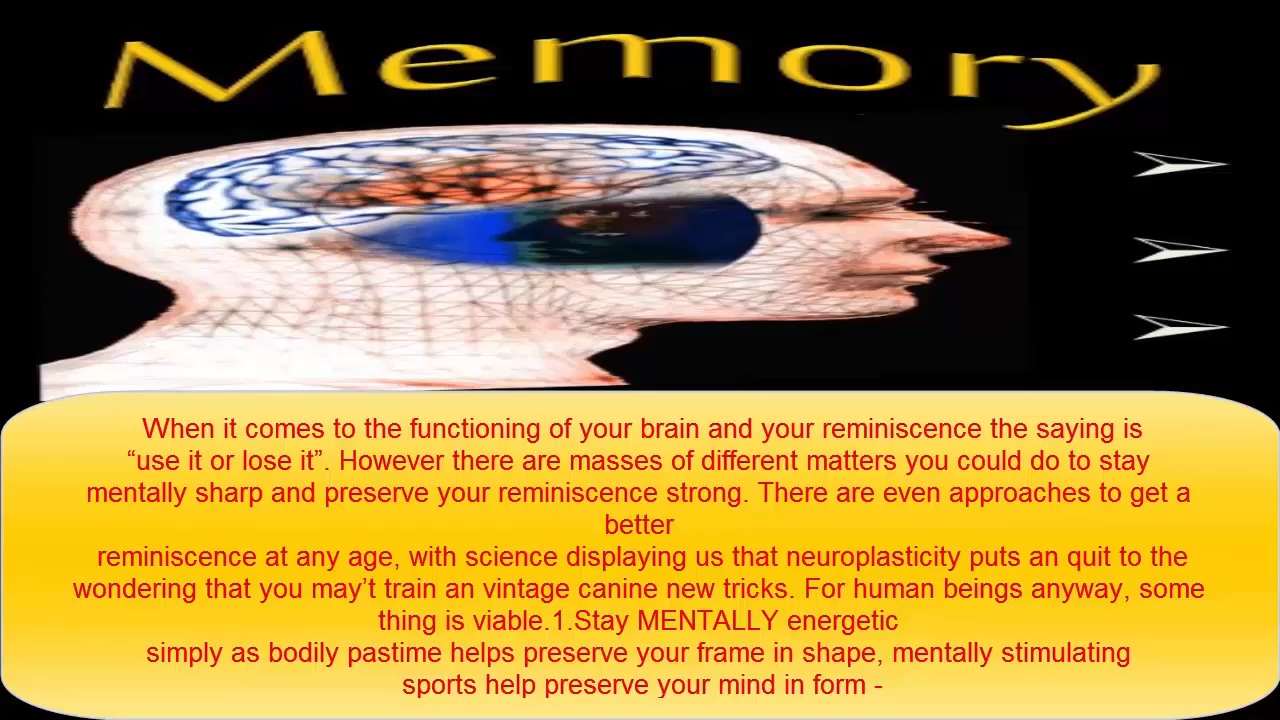 Memory
When it comes to the functioning of your brain and your reminiscence the saying is
“use it or lose it”. However there are masses of different matters you could do to stay
mentally sharp and preserve your reminiscence strong. There are even approaches to get a
better
reminiscence at any age, with science displaying us that neuroplasticity puts an quit to the
wondering that you may’t train an vintage canine new tricks. For human beings anyway, some
thing is viable.1.Stay MENTALLY energetic
simply as bodily pastime helps preserve your frame in shape, mentally stimulating
sports help preserve your mind in form -